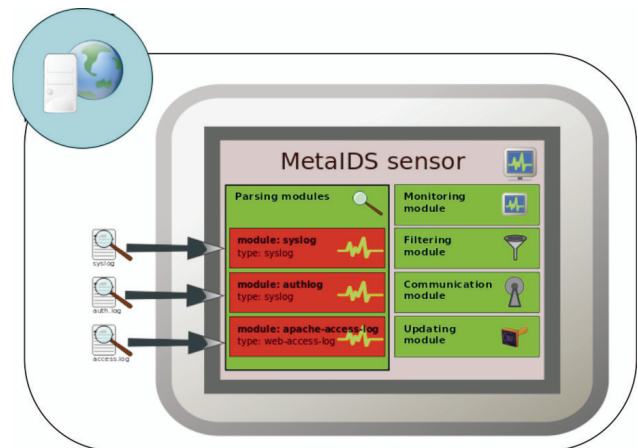 MetaIDS sensor
Parsing modules
module: syslog
type: syslog
module: authlog
type: syslog
module: apache-access-log
type: web-access-log
Monitoring
module
Filtering
module
Communication
module
Updating
module
syslog
auth.log
access.log